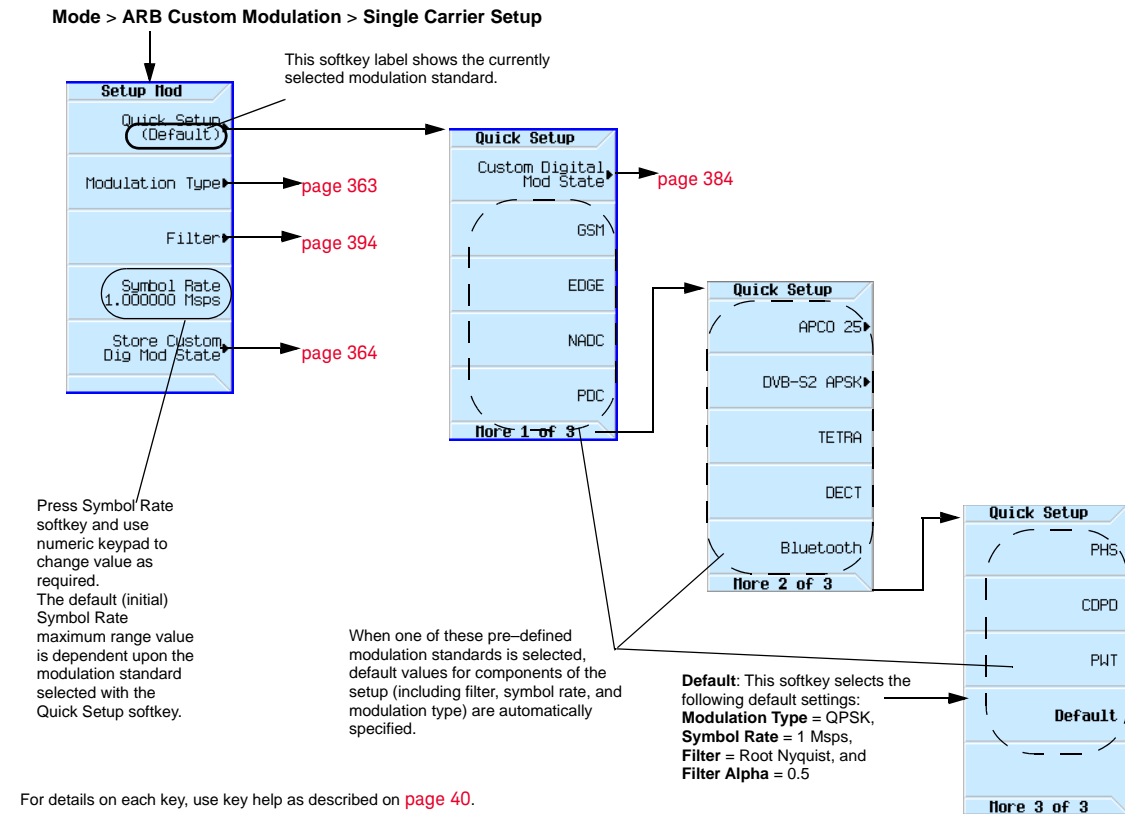 Mode > ARB Custom Modulation > Single Carrier Setup
This softkey label shows the currently
selected modulation standard.
Setup Mod
Quick Setup
(Default)
Modulation Type
page 363
Filter
page 394
Symbol Rate
1.000000 Msps
Store Custom
Dig Mod State
page 364
Quick Setup
Custom Digital
Mod State
page 384
GSM
EDGE
NADC
PDC
More 1 of 3
Quick Setup
APCO 25
DVB-S2 APSK
TETRA
DECT
Bluetooth
More 2 of 3
Quick Setup
PHS
CDPD
PWT
Default
More 3 of 3
Press Symbol Rate
softkey and use
numeric keypad to
change value as
required.
The default (initial)
Symbol Rate
maximum range value
is dependent upon the
modulation standard
selected with the
Quick Setup softkey.
When one of these pre–defined
modulation standards is selected,
default values for components of the
setup (including filter, symbol rate, and
modulation type) are automatically
specified.
Default: This softkey selects the
following default settings:
Modulation Type = QPSK,
Symbol Rate = 1 Msps,
Filter = Root Nyquist, and
Filter Alpha = 0.5
For details on each key, use key help as described on page 40.